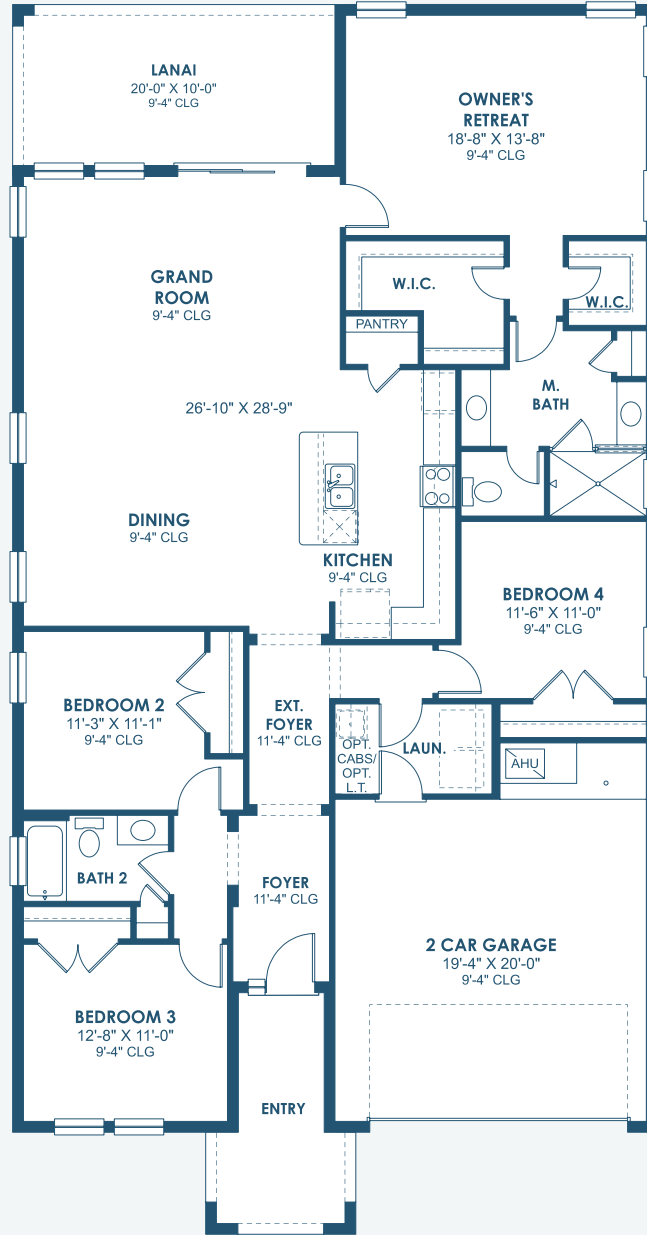 LANAI
20'-0" X 10'-0"
9'-4" CLG
OWNER'S
RETREAT
18'-8" X 13'-8"
9'-4" CLG
GRAND
ROOM
9'-4" CLG
W.I.C.
W.I.C.
PANTRY
26'-10" X 28'-9"
M.
BATH
DINING
9'-4" CLG
KITCHEN
9'-4" CLG
BEDROOM 4
11'-6" X 11'-0"
9'-4" CLG
BEDROOM 2
11'-3" X 11'-1"
9'-4" CLG
EXT.
FOYER
11'-4" CLG
OPT.
CABS/
OPT.
L.T.
LAUN.
AHU
BATH 2
FOYER
11'-4" CLG
2 CAR GARAGE
19'-4" X 20'-0"
9'-4" CLG
BEDROOM 3
12'-8" X 11'-0"
9'-4" CLG
ENTRY